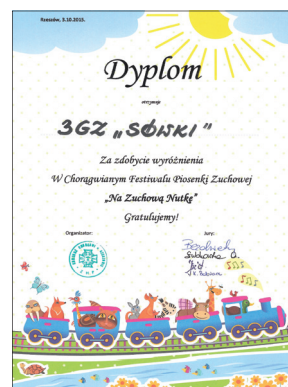 Rzeszów, 3.10.2015.
Dyplom
otrzymuje
3GZ „SÓWKI"
Za zdobycie wyróżnienia
W Chorągwianym Festiwalu Piosenki Zuchowej
„Na Zuchową Nutkę"
Gratulujemy!
Organizator:
Jury: